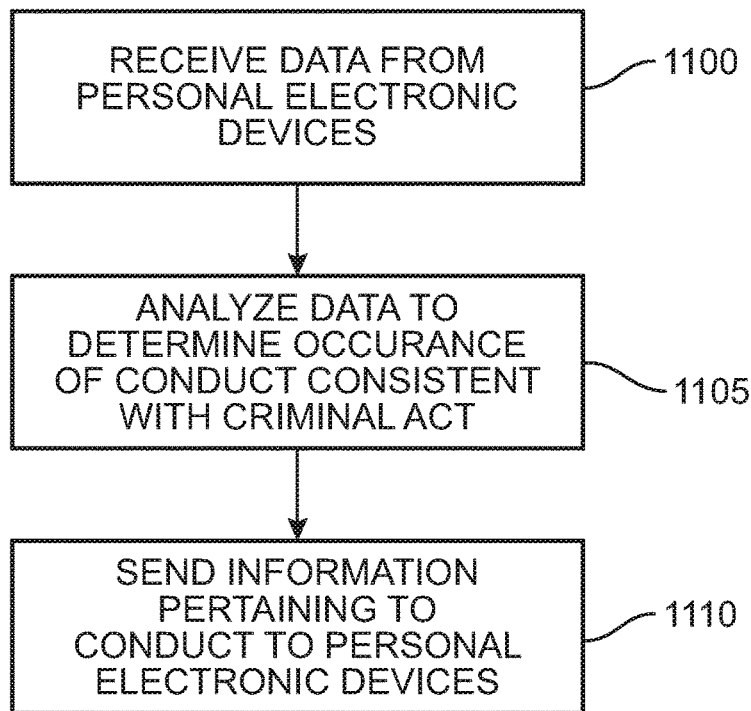 RECEIVE DATA FROM
PERSONAL ELECTRONIC
DEVICES
1100
ANALYZE DATA TO
DETERMINE OCCURANCE
OF CONDUCT CONSISTENT
WITH CRIMINAL ACT
1105
SEND INFORMATION
PERTAINING TO
CONDUCT TO PERSONAL
ELECTRONIC DEVICES
1110